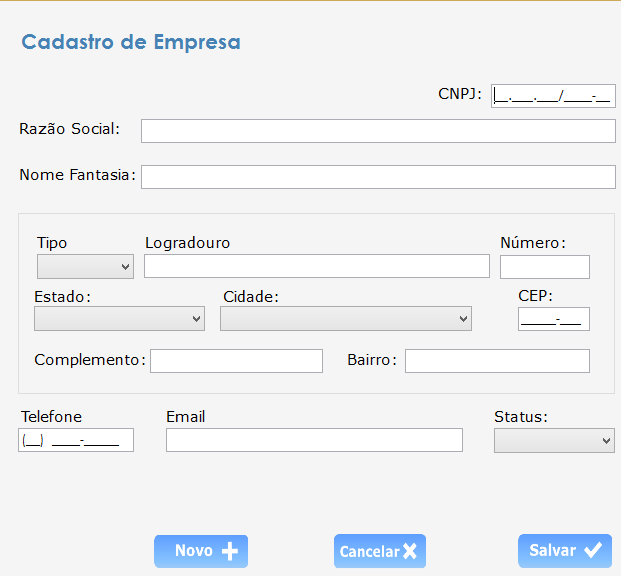 Cadastro de Empresa
CNPJ: __.___.___/____-__
Razão Social:
Nome Fantasia:
Tipo Logradouro Número:
Estado: Cidade: CEP:
_____-___
Complemento: Bairro:
Telefone Email Status:
(__) ____-_____
Novo Cancelar Salvar